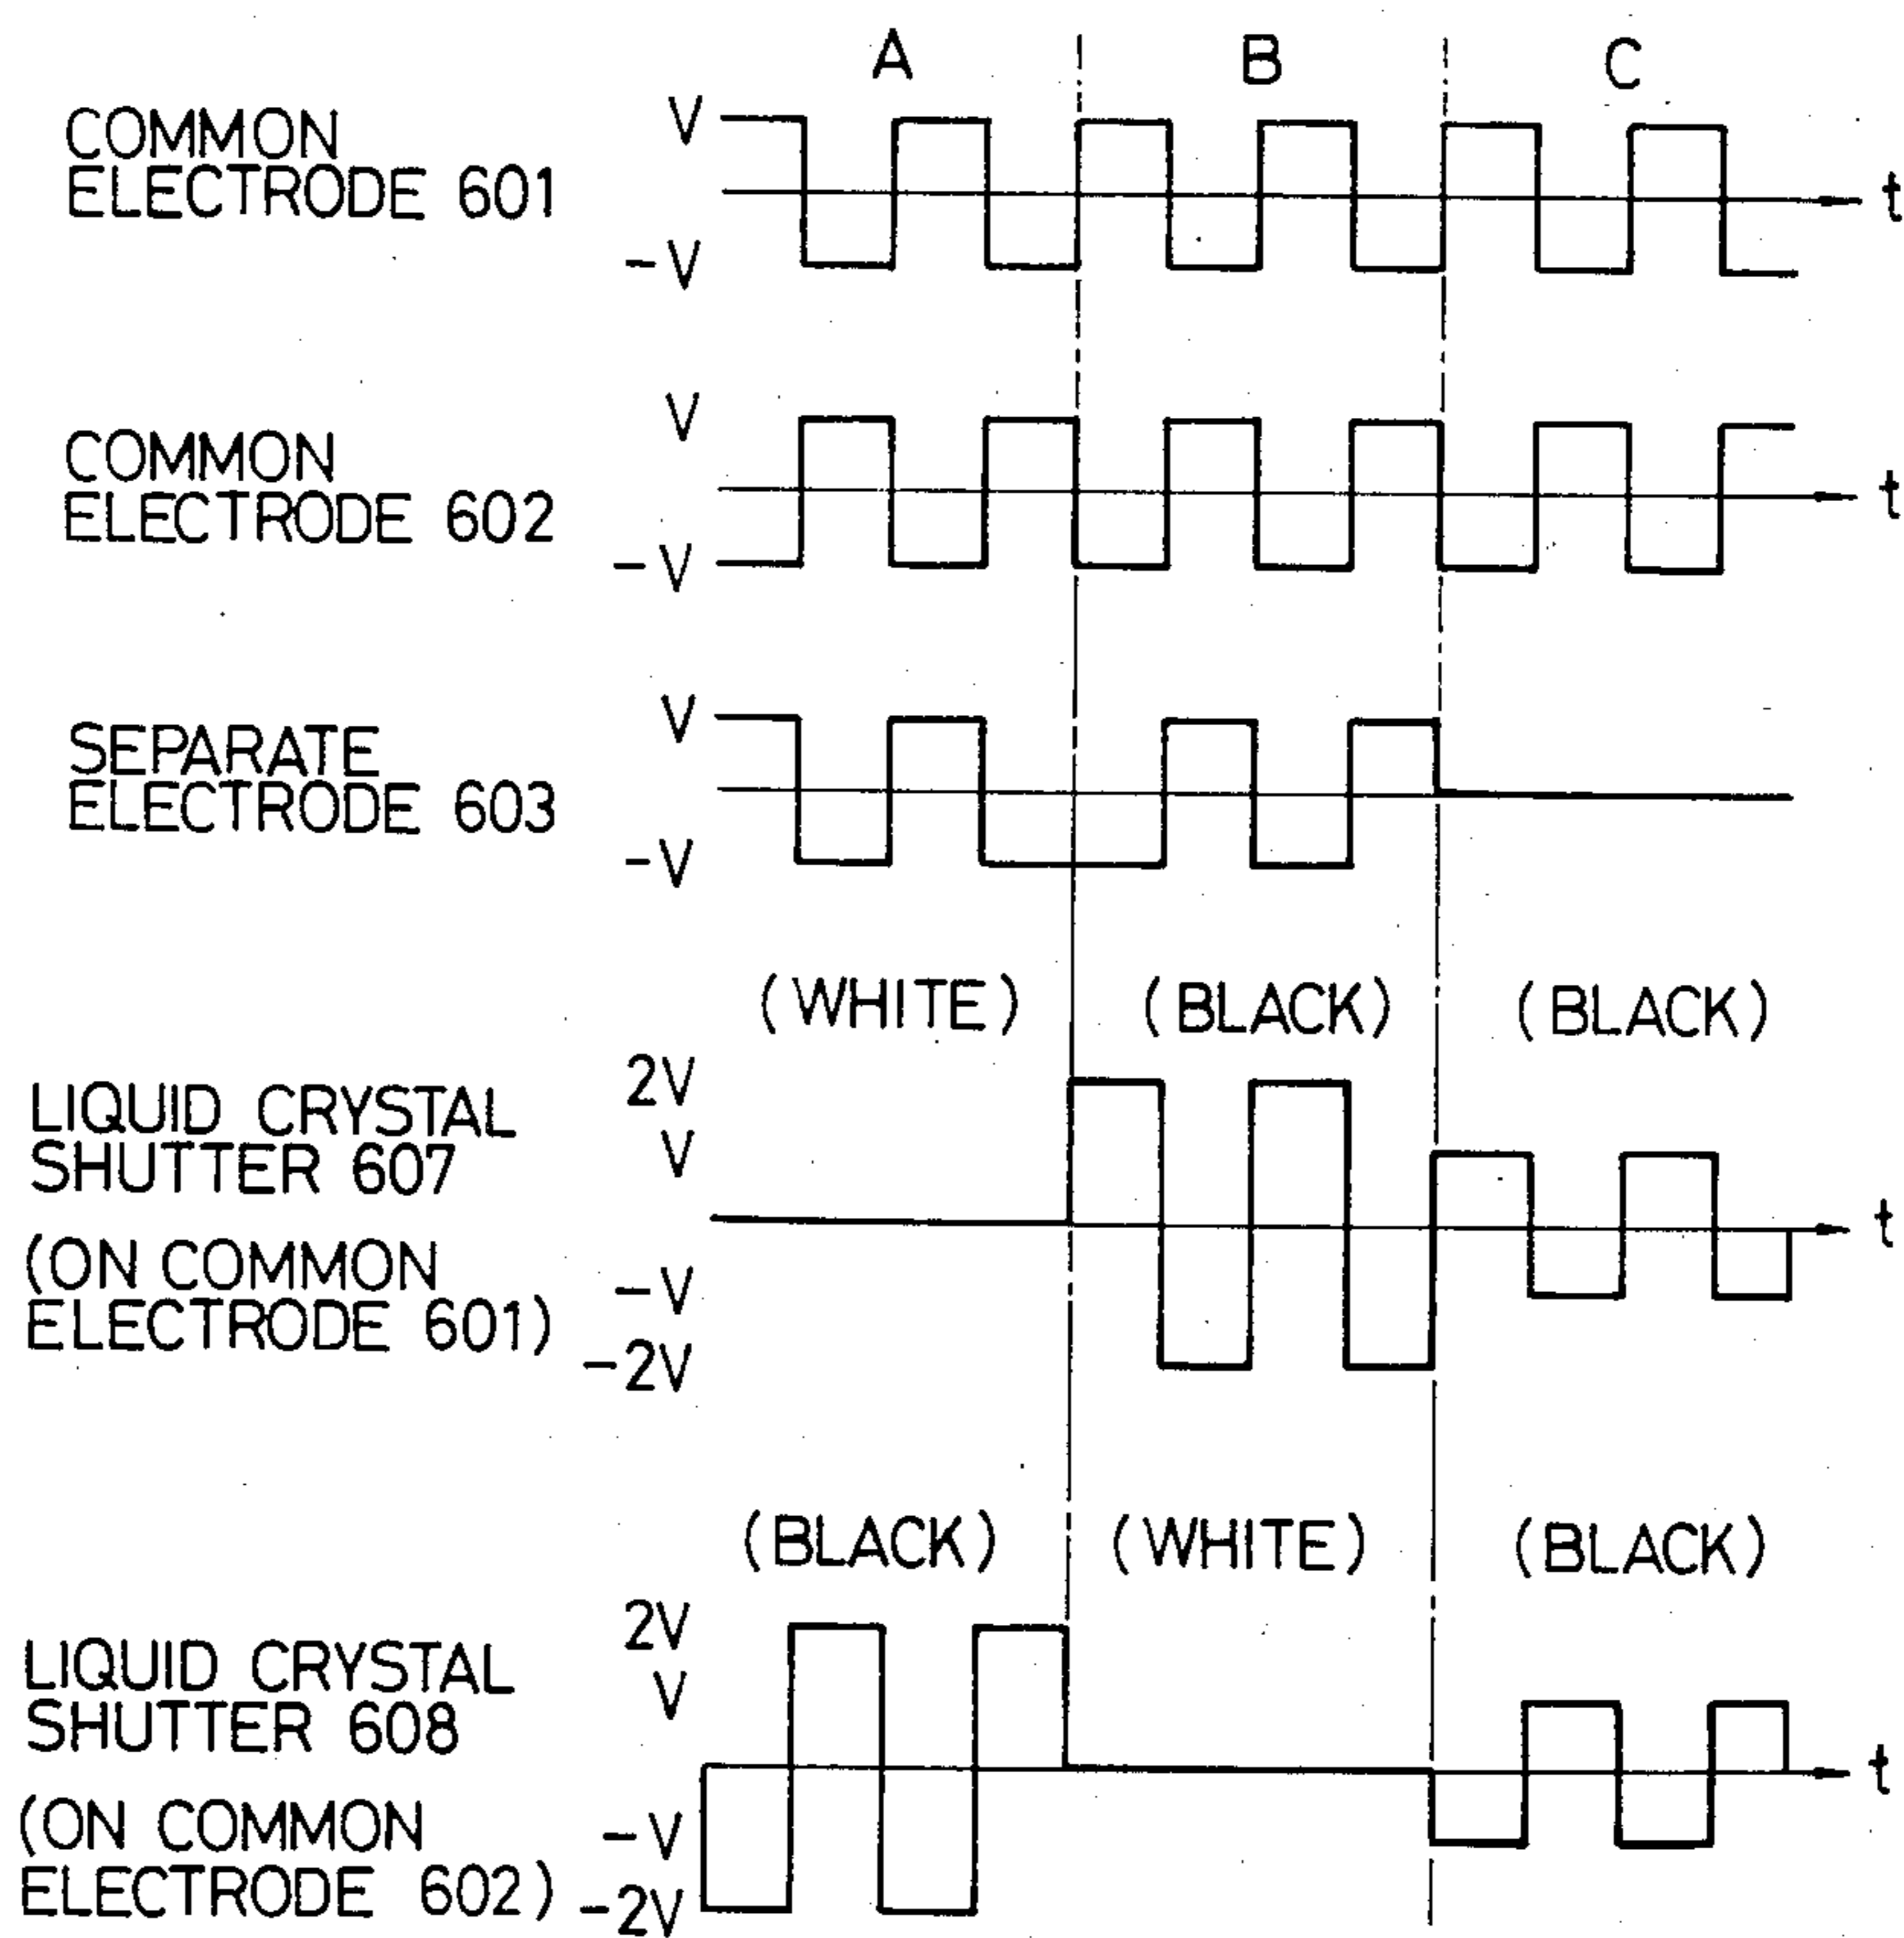 A B C
COMMON
ELECTRODE 601
V
-V
t
COMMON
ELECTRODE 602
V
-V
t
SEPARATE
ELECTRODE 603
V
-V
(WHITE) (BLACK) (BLACK)
LIQUID CRYSTAL
SHUTTER 607
(ON COMMON
ELECTRODE 601)
2V
V
-V
-2V
t
(BLACK) (WHITE) (BLACK)
LIQUID CRYSTAL
SHUTTER 608
(ON COMMON
ELECTRODE 602)
2V
V
-V
-2V
t